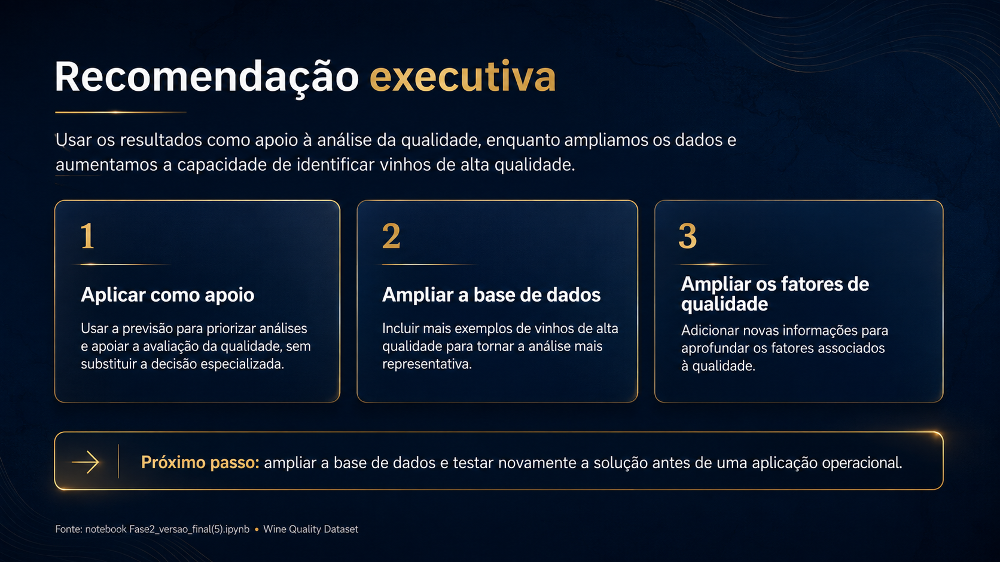 Recomendação executiva
Usar os resultados como apoio à análise da qualidade, enquanto ampliamos os dados e
aumentamos a capacidade de identificar vinhos de alta qualidade.
1
Aplicar como apoio
Usar a previsão para priorizar análises
e apoiar a avaliação da qualidade, sem
substituir a decisão especializada.
2
Ampliar a base de dados
Incluir mais exemplos de vinhos de alta
qualidade para tornar a análise mais
representativa.
3
Ampliar os fatores de
qualidade
Adicionar novas informações para
aprofundar os fatores associados
à qualidade.
Próximo passo: ampliar a base de dados e testar novamente a solução antes de uma aplicação operacional.
Fonte: notebook Fase2_versao_final(5).ipynb • Wine Quality Dataset